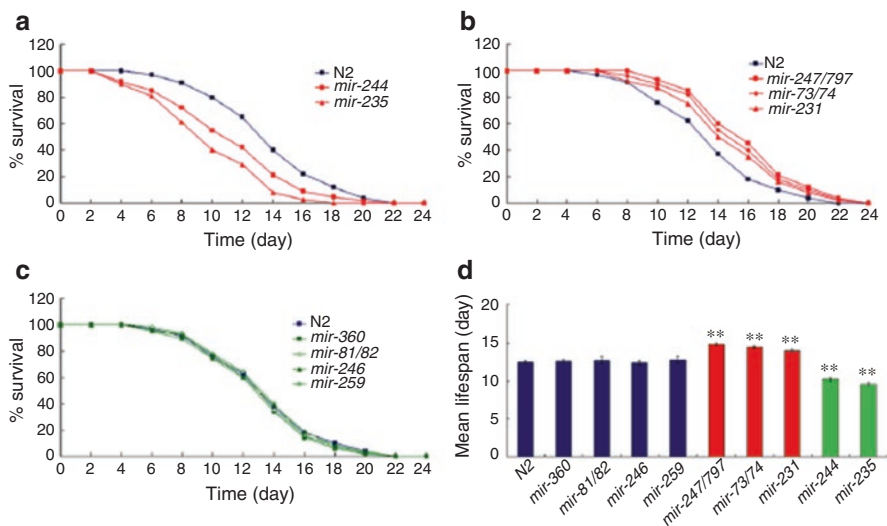 a
120
100
80
60
40
20
0
% survival
N2
mir-244
mir-235
0 2 4 6 8 10 12 14 16 18 20 22 24
Time (day)
b
120
100
80
60
40
20
0
% survival
N2
mir-247/797
mir-73/74
mir-231
0 2 4 6 8 10 12 14 16 18 20 22 24
Time (day)
c
120
100
80
60
40
20
0
% survival
N2
mir-360
mir-81/82
mir-246
mir-259
0 2 4 6 8 10 12 14 16 18 20 22 24
Time (day)
d
20
15
10
5
0
Mean lifespan (day)
** ** ** ** **
N2 mir-360 mir-81/82 mir-246 mir-259 mir-247/797 mir-73/74 mir-231 mir-244 mir-235